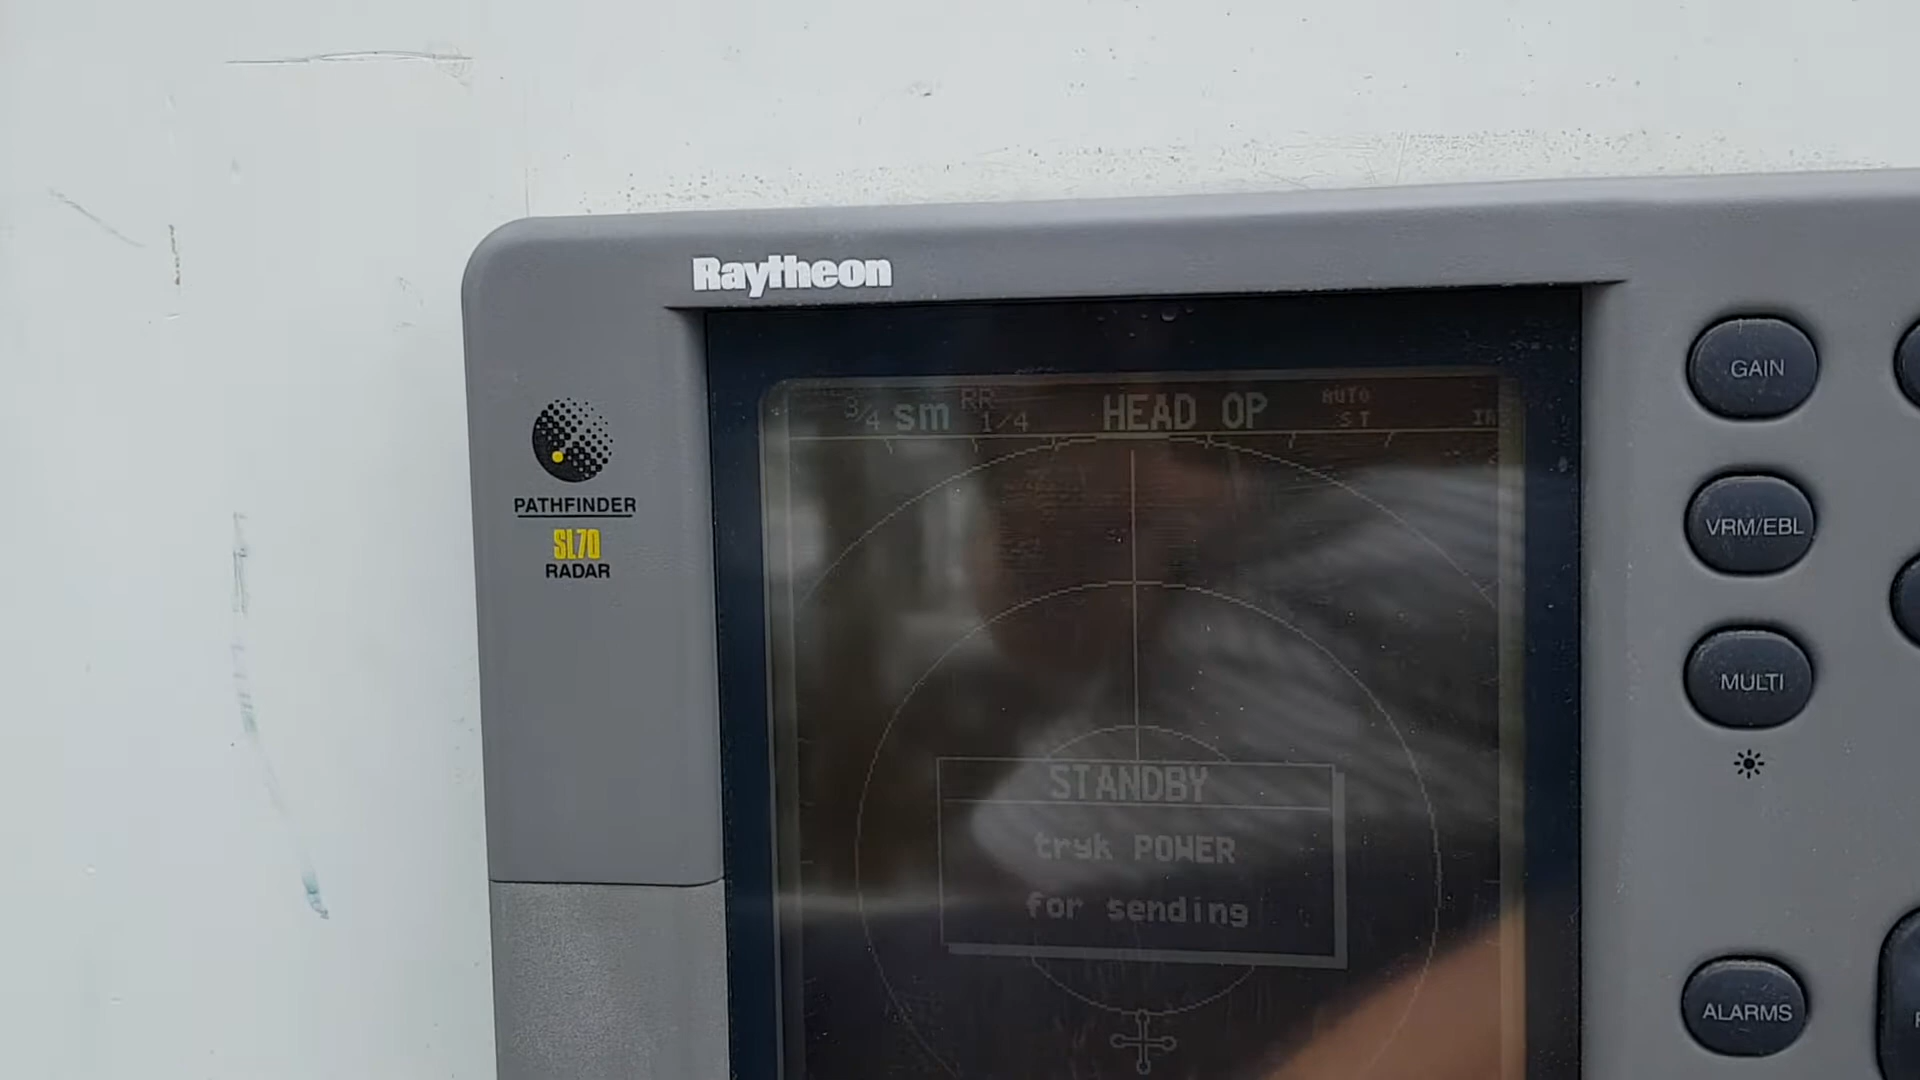 Raytheon
PATHFINDER
SL70
RADAR
3/4 sm
RR
1/4
HEAD OP
AUTO
ST
STANDBY
tryk POWER
for sending
GAIN
VRM/EBL
MULTI
ALARMS